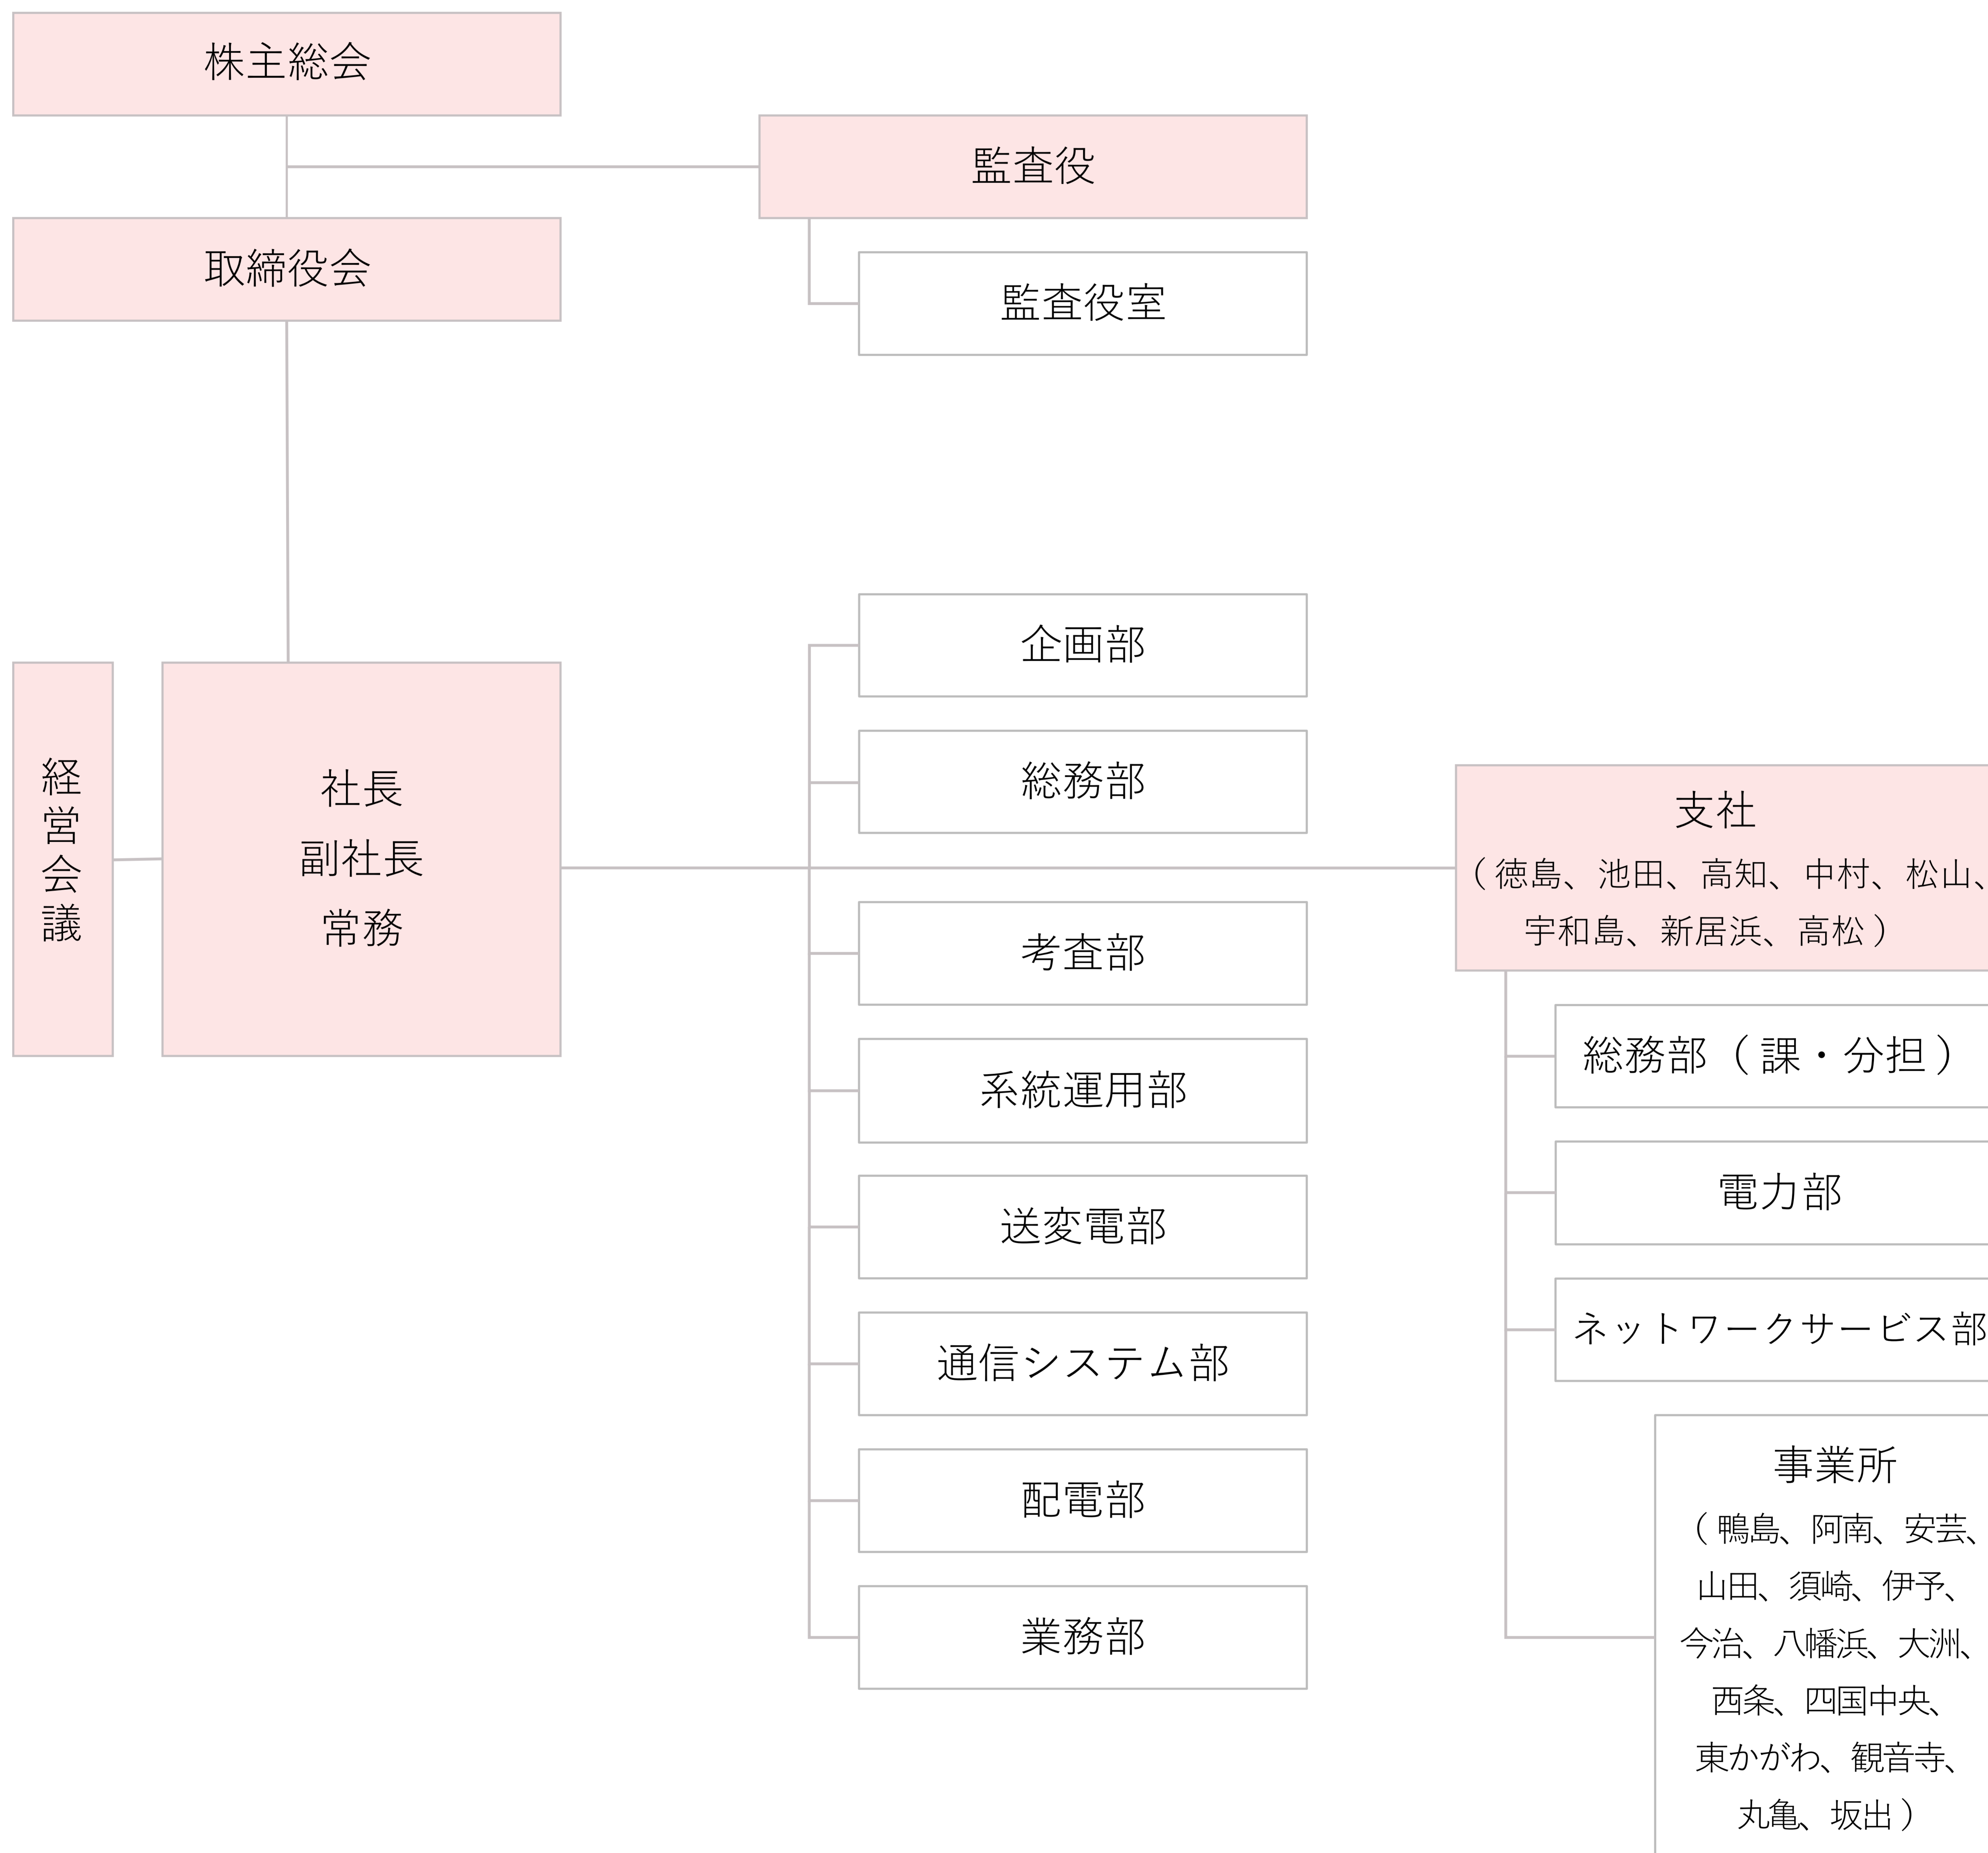 株主総会
監査役
取締役会
監査役室
経営会議
社長
副社長
常務
企画部
総務部
考査部
系統運用部
送変電部
通信システム部
配電部
業務部
支社
（徳島、池田、高知、中村、松山、
宇和島、新居浜、高松）
総務部（課・分担）
電力部
ネットワークサービス部
事業所
（鴨島、阿南、安芸、
山田、須崎、伊予、
今治、八幡浜、大洲、
西条、四国中央、
東かがわ、観音寺、
丸亀、坂出）